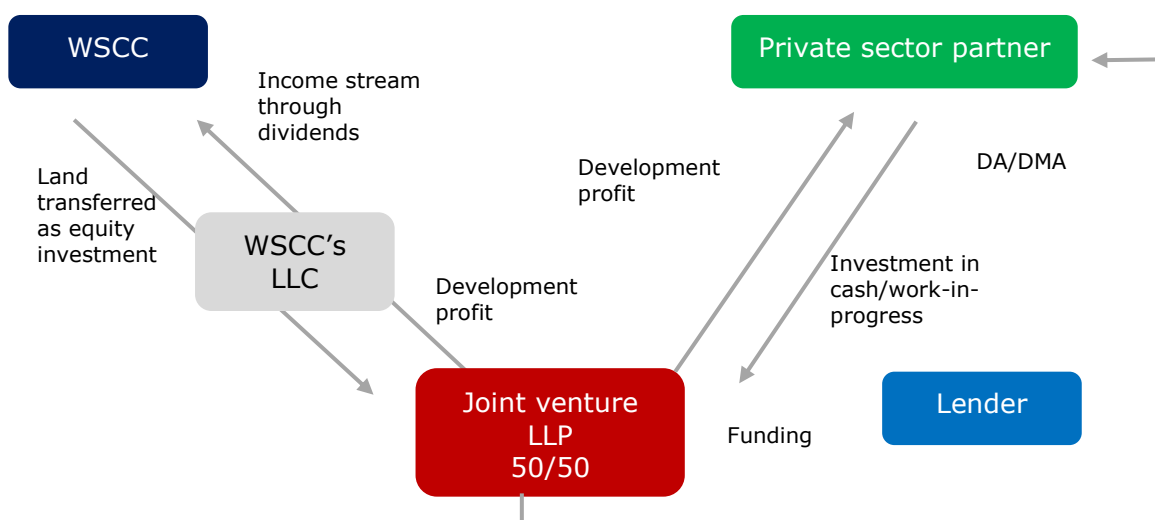 WSCC
Private sector partner
Income stream
through
dividends
Land
transferred
as equity
investment
WSCC’s
LLC
Development
profit
Development
profit
DA/DMA
Investment in
cash/work-in-
progress
Joint venture
LLP
50/50
Funding
Lender